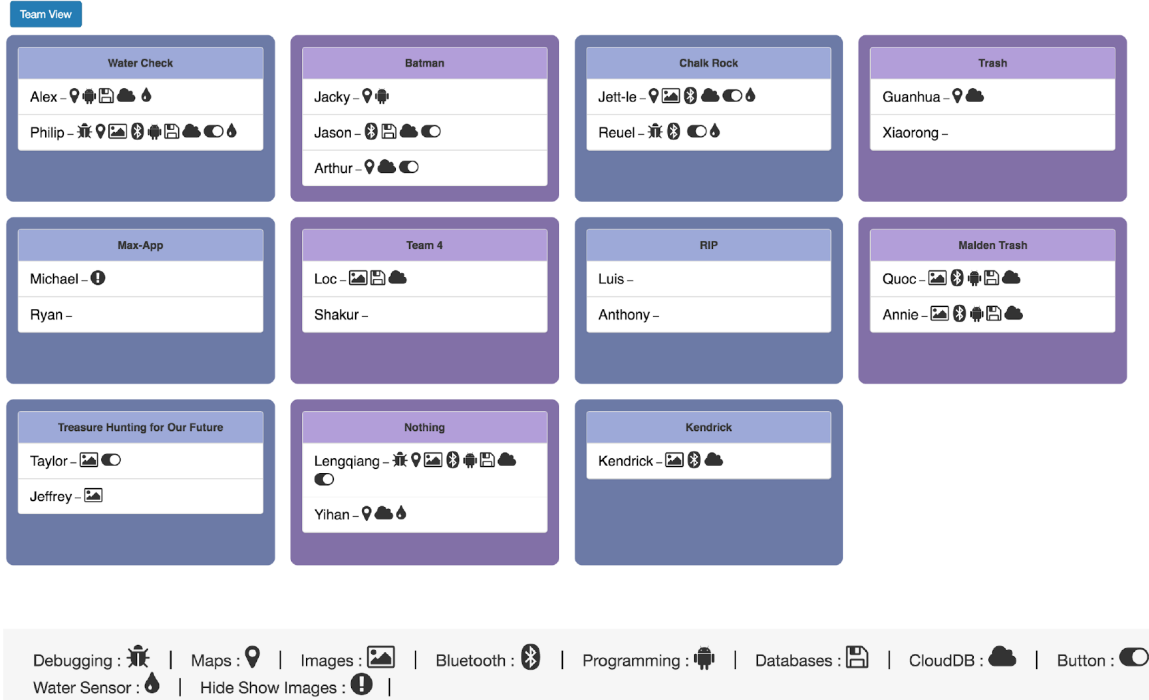 Team View
Water Check
Alex –
Philip –
Batman
Jacky –
Jason –
Arthur –
Chalk Rock
Jett-le –
Reuel –
Trash
Guanhua –
Xiaorong –
Max-App
Michael –
Ryan –
Team 4
Loc –
Shakur –
RIP
Luis –
Anthony –
Malden Trash
Quoc –
Annie –
Treasure Hunting for Our Future
Taylor –
Jeffrey –
Nothing
Lengqiang –
Yihan –
Kendrick
Kendrick –
Debugging : | Maps : | Images : | Bluetooth : | Programming : | Databases : | CloudDB : | Button :
Water Sensor : | Hide Show Images : |